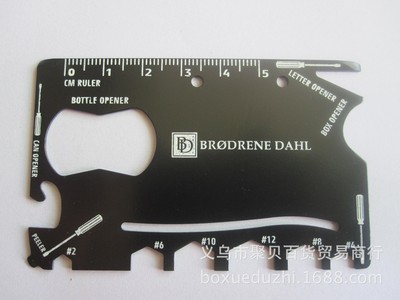 0 1 2 3 4 5
CM RULER
BOTTLE OPENER
LETTER OPENER
BOX OPENER
CAN OPENER
BD BRØDRENE DAHL
PEELER
#2 #6 #10 #12 #8 #4
义乌市聚贝百货贸易商行
boxueduzhi.1688.com